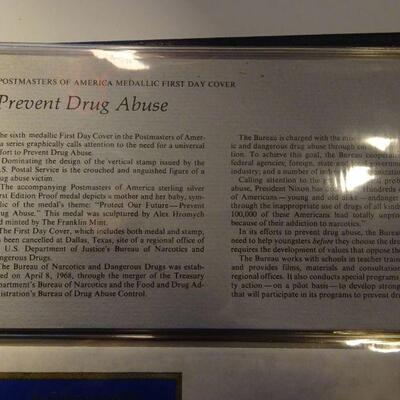 POSTMASTERS OF AMERICA MEDALLIC FIRST DAY COVER
Prevent Drug Abuse
The sixth medallic First Day Cover in the Postmasters of Amer-
a series graphically calls attention to the need for a universal
ffort to Prevent Drug Abuse.
Dominating the design of the vertical stamp issued by the
.S. Postal Service is the crouched and anguished figure of a
ug abuse victim.
The accompanying Postmasters of America sterling silver
irst Edition Proof medal depicts a mother and her baby, sym-
lic of the medal's theme: "Protect Our Future—Prevent
ug Abuse." This medal was sculptured by Alex Hromych
d minted by The Franklin Mint.
The First Day Cover, which includes both medal and stamp,
s been cancelled at Dallas, Texas, site of a regional office of
U.S. Department of Justice's Bureau of Narcotics and
ngerous Drugs.
The Bureau of Narcotics and Dangerous Drugs was estab-
ed on April 8, 1968, through the merger of the Treasury
partment's Bureau of Narcotics and the Food and Drug Ad-
nistration's Bureau of Drug Abuse Control.
The Bureau is charged with the
ic and dangerous drug abuse through
tion. To achieve this goal, the Bureau
federal agencies; foreign, state and
industry; and a number of
Calling attention to the
abuse, President Nixon has
of Americans — young and old alike —
through the inappropriate use of drugs of all kinds
100,000 of these Americans had totally
because of their addiction to narcotics."
In its efforts to prevent drug abuse, the Bureau
need to help youngsters before they choose the
requires the development of values that oppose the
The Bureau works with schools in teacher
and provides films, materials and
regional offices. It also conducts special programs
ty action — on a pilot basis — to develop
that will participate in its programs to prevent